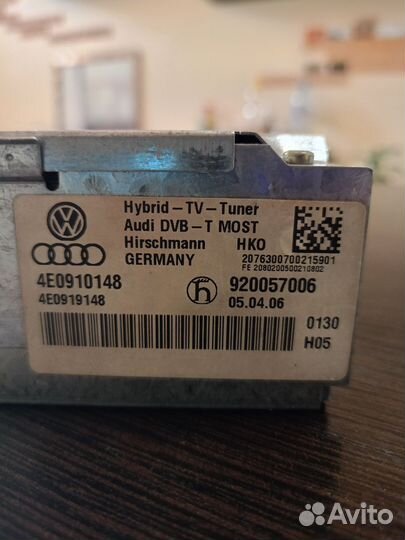 Hybrid-TV-Tuner
Audi DVB-T MOST
Hirschmann HKO
GERMANY
2076300700215901
FE 2080200500210802
4E0910148
4E0919148
h
920057006
05.04.06
0130
H05
Avito